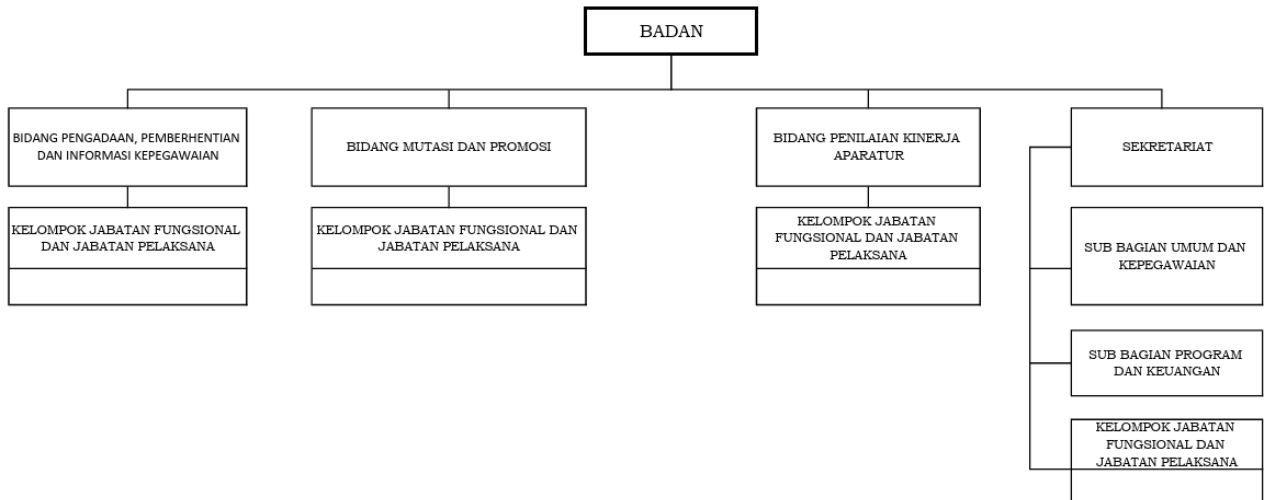 BADAN
BIDANG PENGADAAN, PEMBERHENTIAN
DAN INFORMASI KEPEGAWAIAN
BIDANG MUTASI DAN PROMOSI
BIDANG PENILAIAN KINERJA
APARATUR
SEKRETARIAT
KELOMPOK JABATAN FUNGSIONAL
DAN JABATAN PELAKSANA
KELOMPOK JABATAN FUNGSIONAL DAN
JABATAN PELAKSANA
KELOMPOK JABATAN
FUNGSIONAL DAN JABATAN
PELAKSANA
SUB BAGIAN UMUM DAN
KEPEGAWAIAN
SUB BAGIAN PROGRAM
DAN KEUANGAN
KELOMPOK JABATAN
FUNGSIONAL DAN
JABATAN PELAKSANA